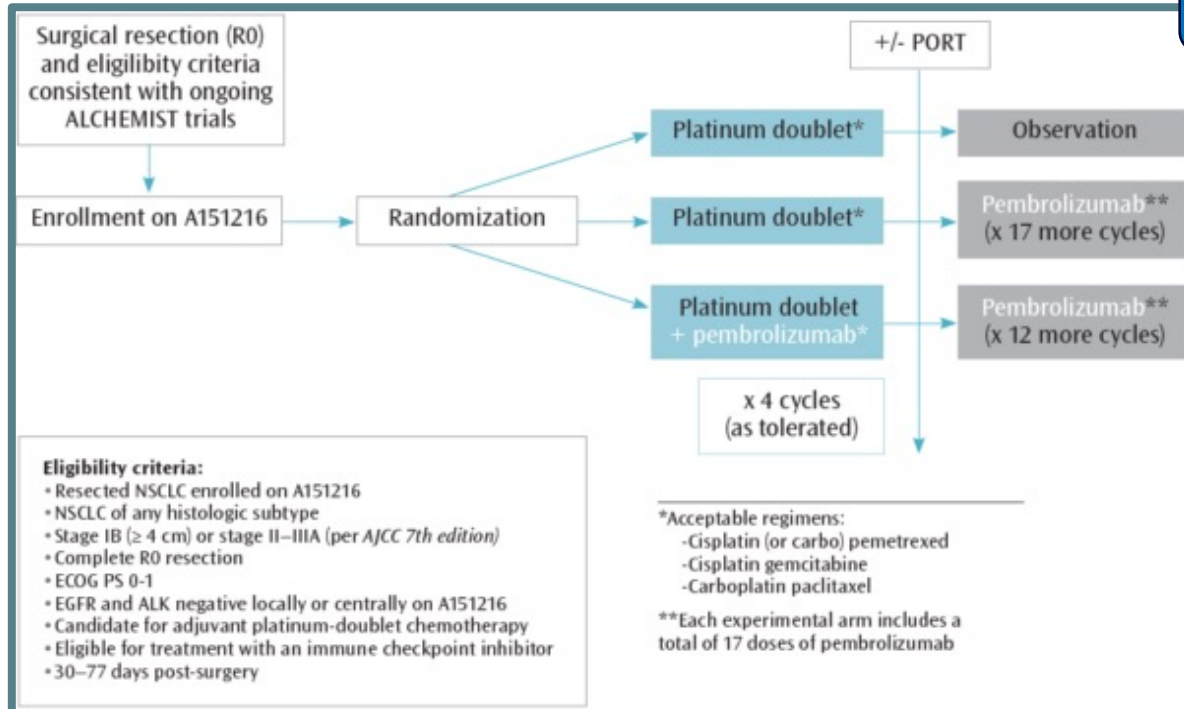 Surgical resection (R0)
and eligilibity criteria
consistent with ongoing
ALCHEMIST trials
Enrollment on A151216
Randomization
+/- PORT
Platinum doublet*
Observation
Platinum doublet*
Pembrolizumab**
(x 17 more cycles)
Platinum doublet
+ pembrolizumab*
Pembrolizumab**
(x 12 more cycles)
x 4 cycles
(as tolerated)
Eligibility criteria:
• Resected NSCLC enrolled on A151216
• NSCLC of any histologic subtype
• Stage IB (≥ 4 cm) or stage II–IIIA (per AJCC 7th edition)
• Complete R0 resection
• ECOG PS 0-1
• EGFR and ALK negative locally or centrally on A151216
• Candidate for adjuvant platinum-doublet chemotherapy
• Eligible for treatment with an immune checkpoint inhibitor
• 30–77 days post-surgery
*Acceptable regimens:
-Cisplatin (or carbo) pemetrexed
-Cisplatin gemcitabine
-Carboplatin paclitaxel
**Each experimental arm includes a
total of 17 doses of pembrolizumab